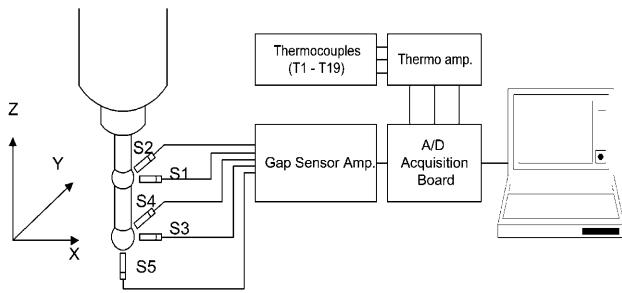 Z
Y
X
S2
S1
S4
S3
S5
Thermocouples
(T1 - T19)
Thermo amp.
Gap Sensor Amp.
A/D
Acquisition
Board